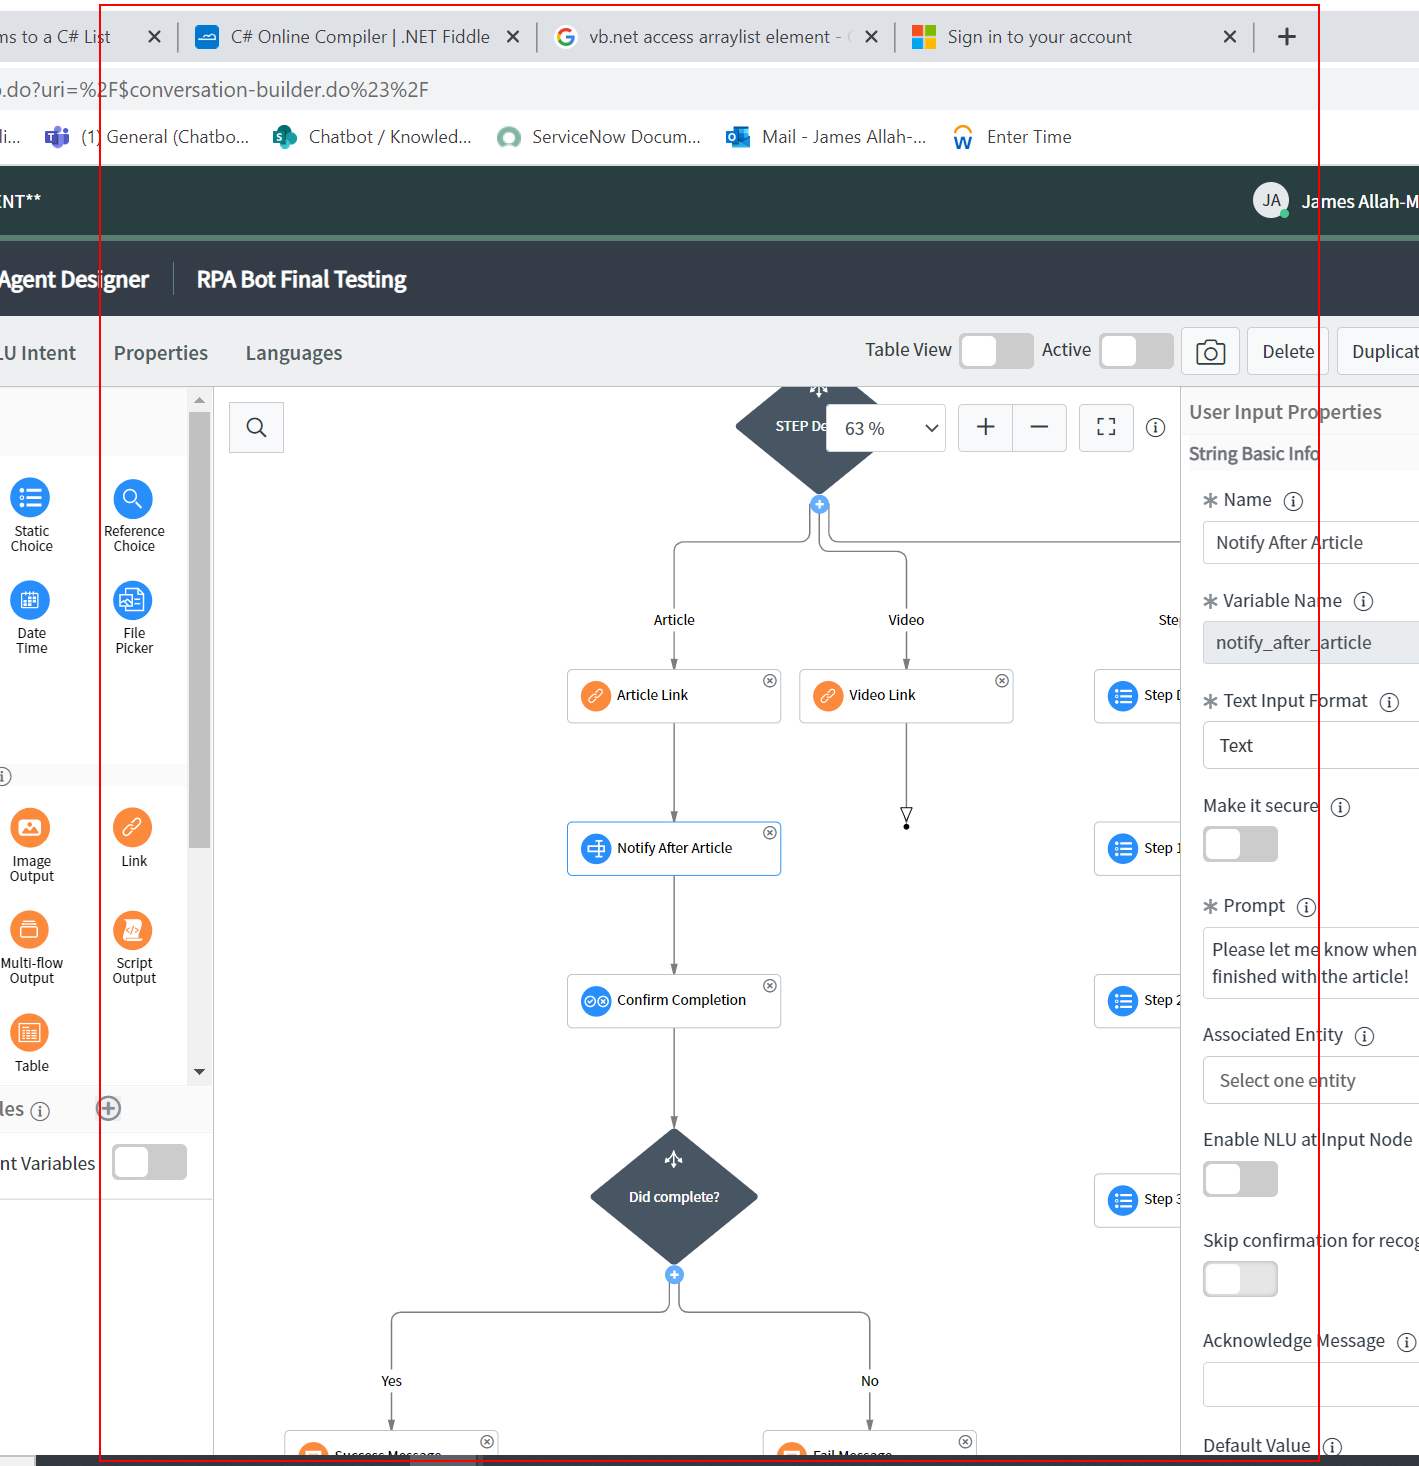 ms to a C# List
C# Online Compiler | .NET Fiddle
vb.net access arraylist element -
Sign in to your account
.do?uri=%2F$conversation-builder.do%23%2F
li...
(1) General (Chatbo...
Chatbot / Knowled...
ServiceNow Docum...
Mail - James Allah-...
Enter Time
ENT**
JA
James Allah-M
Agent Designer
RPA Bot Final Testing
LU Intent
Properties
Languages
Table View
Active
Delete
Duplicat
STEP De
63 %
User Input Properties
String Basic Info
Static
Choice
Reference
Choice
Date
Time
File
Picker
Image
Output
Link
Multi-flow
Output
Script
Output
Table
les
nt Variables
Article
Video
Ste
Article Link
Video Link
Step D
Notify After Article
Step 1
Confirm Completion
Step 2
Did complete?
Step 3
Yes
No
Success Message
Fail Message
Name
Notify After Article
Variable Name
notify_after_article
Text Input Format
Text
Make it secure
Prompt
Please let me know when
finished with the article!
Associated Entity
Select one entity
Enable NLU at Input Node
Skip confirmation for recog
Acknowledge Message
Default Value